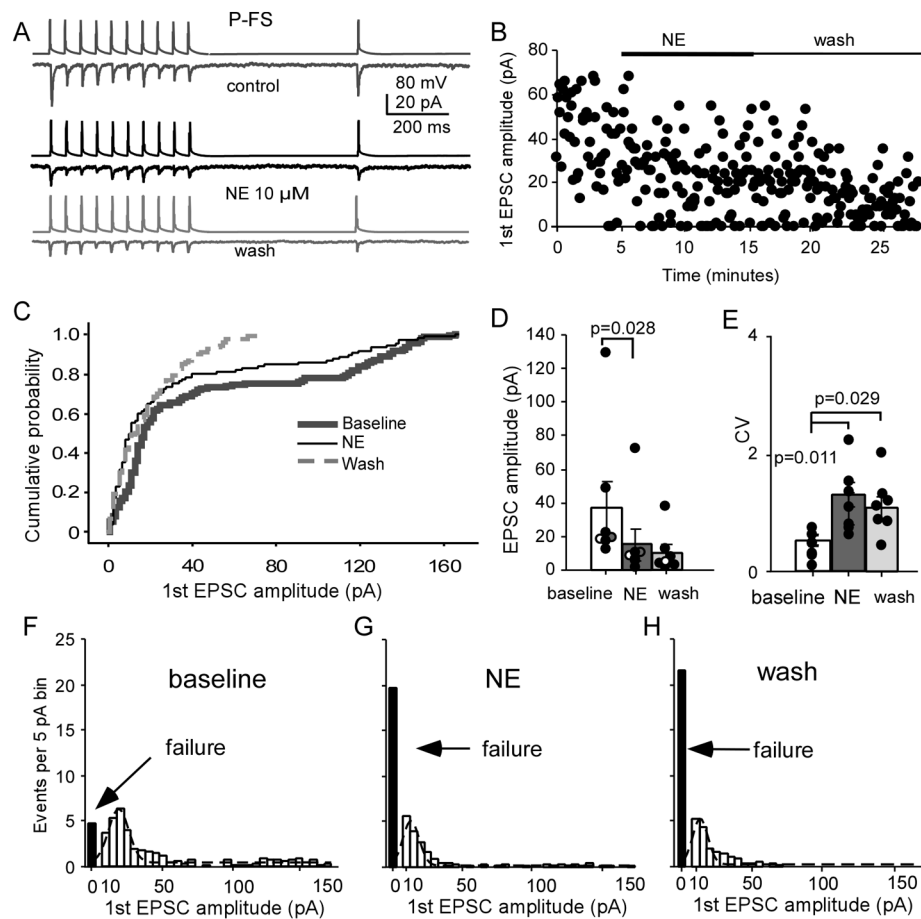 A
P-FS
control
80 mV
20 pA
200 ms
NE 10 µM
wash
B
NE
wash
1st EPSC amplitude (pA)
80
60
40
20
0
0
5
10
15
20
25
Time (minutes)
C
Cumulative probability
1.0
0.8
0.6
0.4
0.2
0
Baseline
NE
Wash
0
40
80
120
160
1st EPSC amplitude (pA)
D
EPSC amplitude (pA)
140
120
100
80
60
40
20
0
p=0.028
baseline
NE
wash
E
CV
4
2
0
p=0.029
p=0.011
baseline
NE
wash
F
Events per 5 pA bin
25
20
15
10
5
0
baseline
failure
0 10
50
100
150
1st EPSC amplitude (pA)
G
NE
failure
0 10
50
100
150
1st EPSC amplitude (pA)
H
wash
failure
0 10
50
100
150
1st EPSC amplitude (pA)